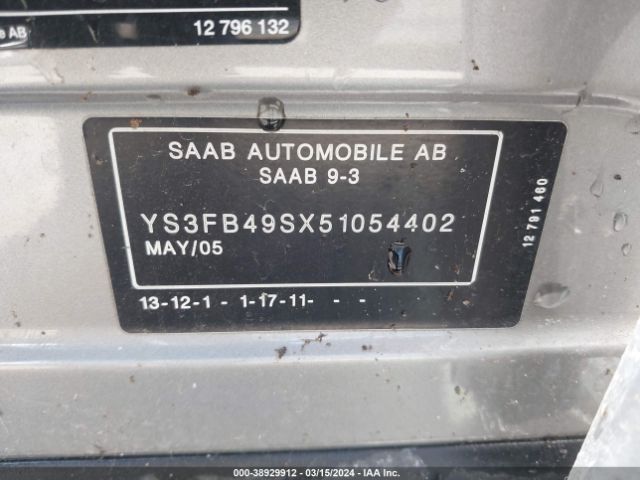 e AB 12 796 132
SAAB AUTOMOBILE AB
SAAB 9-3
YS3FB49SX51054402
MAY/05
13-12-1 - 1-17-11- - -
12 791 460
000-38929912 - 03/15/2024 - IAA Inc.